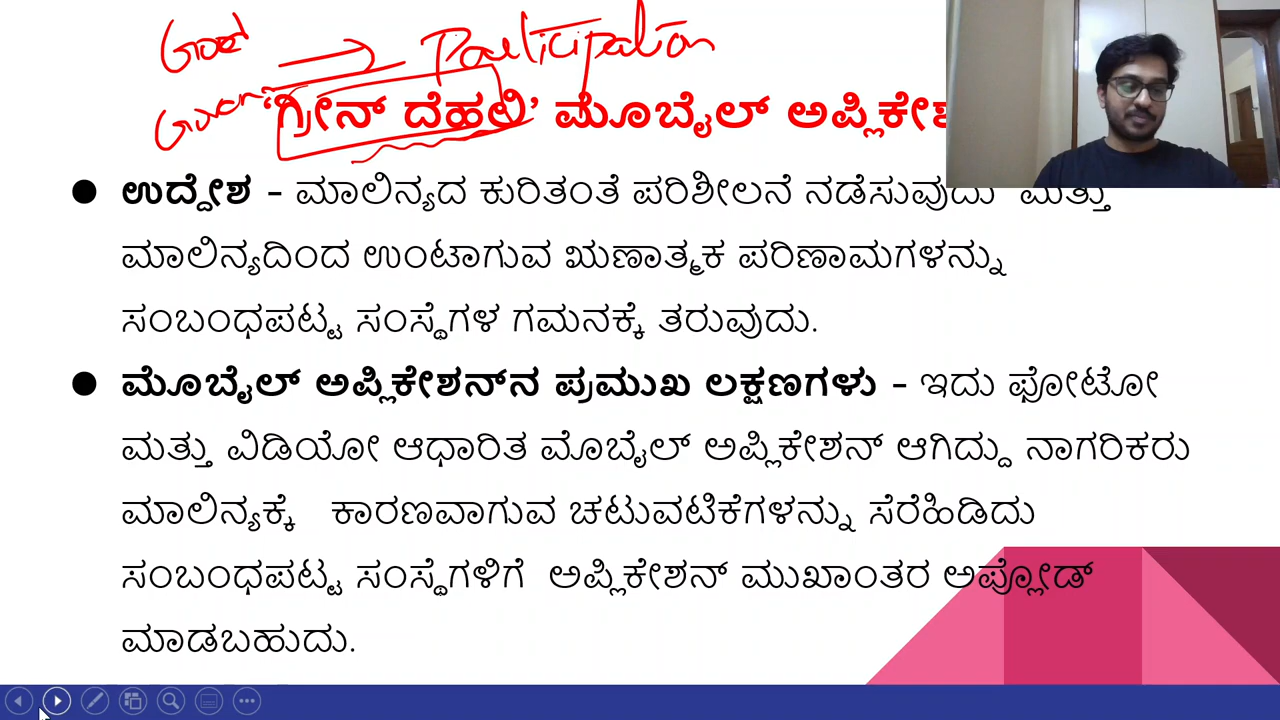 Good → Participation
Govern
'ಗ್ರೀನ್ ದೆಹಲಿ' ಮೊಬೈಲ್ ಅಪ್ಲಿಕೇಶ
● ಉದ್ದೇಶ - ಮಾಲಿನ್ಯದ ಕುರಿತಂತೆ ಪರಿಶೀಲನೆ ನಡೆಸುವುದು ಮತ್ತು
ಮಾಲಿನ್ಯದಿಂದ ಉಂಟಾಗುವ ಋಣಾತ್ಮಕ ಪರಿಣಾಮಗಳನ್ನು
ಸಂಬಂಧಪಟ್ಟ ಸಂಸ್ಥೆಗಳ ಗಮನಕ್ಕೆ ತರುವುದು.
● ಮೊಬೈಲ್ ಅಪ್ಲಿಕೇಶನ್‌ನ ಪ್ರಮುಖ ಲಕ್ಷಣಗಳು - ಇದು ಫೋಟೋ
ಮತ್ತು ವಿಡಿಯೋ ಆಧಾರಿತ ಮೊಬೈಲ್ ಅಪ್ಲಿಕೇಶನ್ ಆಗಿದ್ದು ನಾಗರಿಕರು
ಮಾಲಿನ್ಯಕ್ಕೆ ಕಾರಣವಾಗುವ ಚಟುವಟಿಕೆಗಳನ್ನು ಸೆರೆಹಿಡಿದು
ಸಂಬಂಧಪಟ್ಟ ಸಂಸ್ಥೆಗಳಿಗೆ ಅಪ್ಲಿಕೇಶನ್ ಮುಖಾಂತರ ಅಪ್ಲೋಡ್
ಮಾಡಬಹುದು.